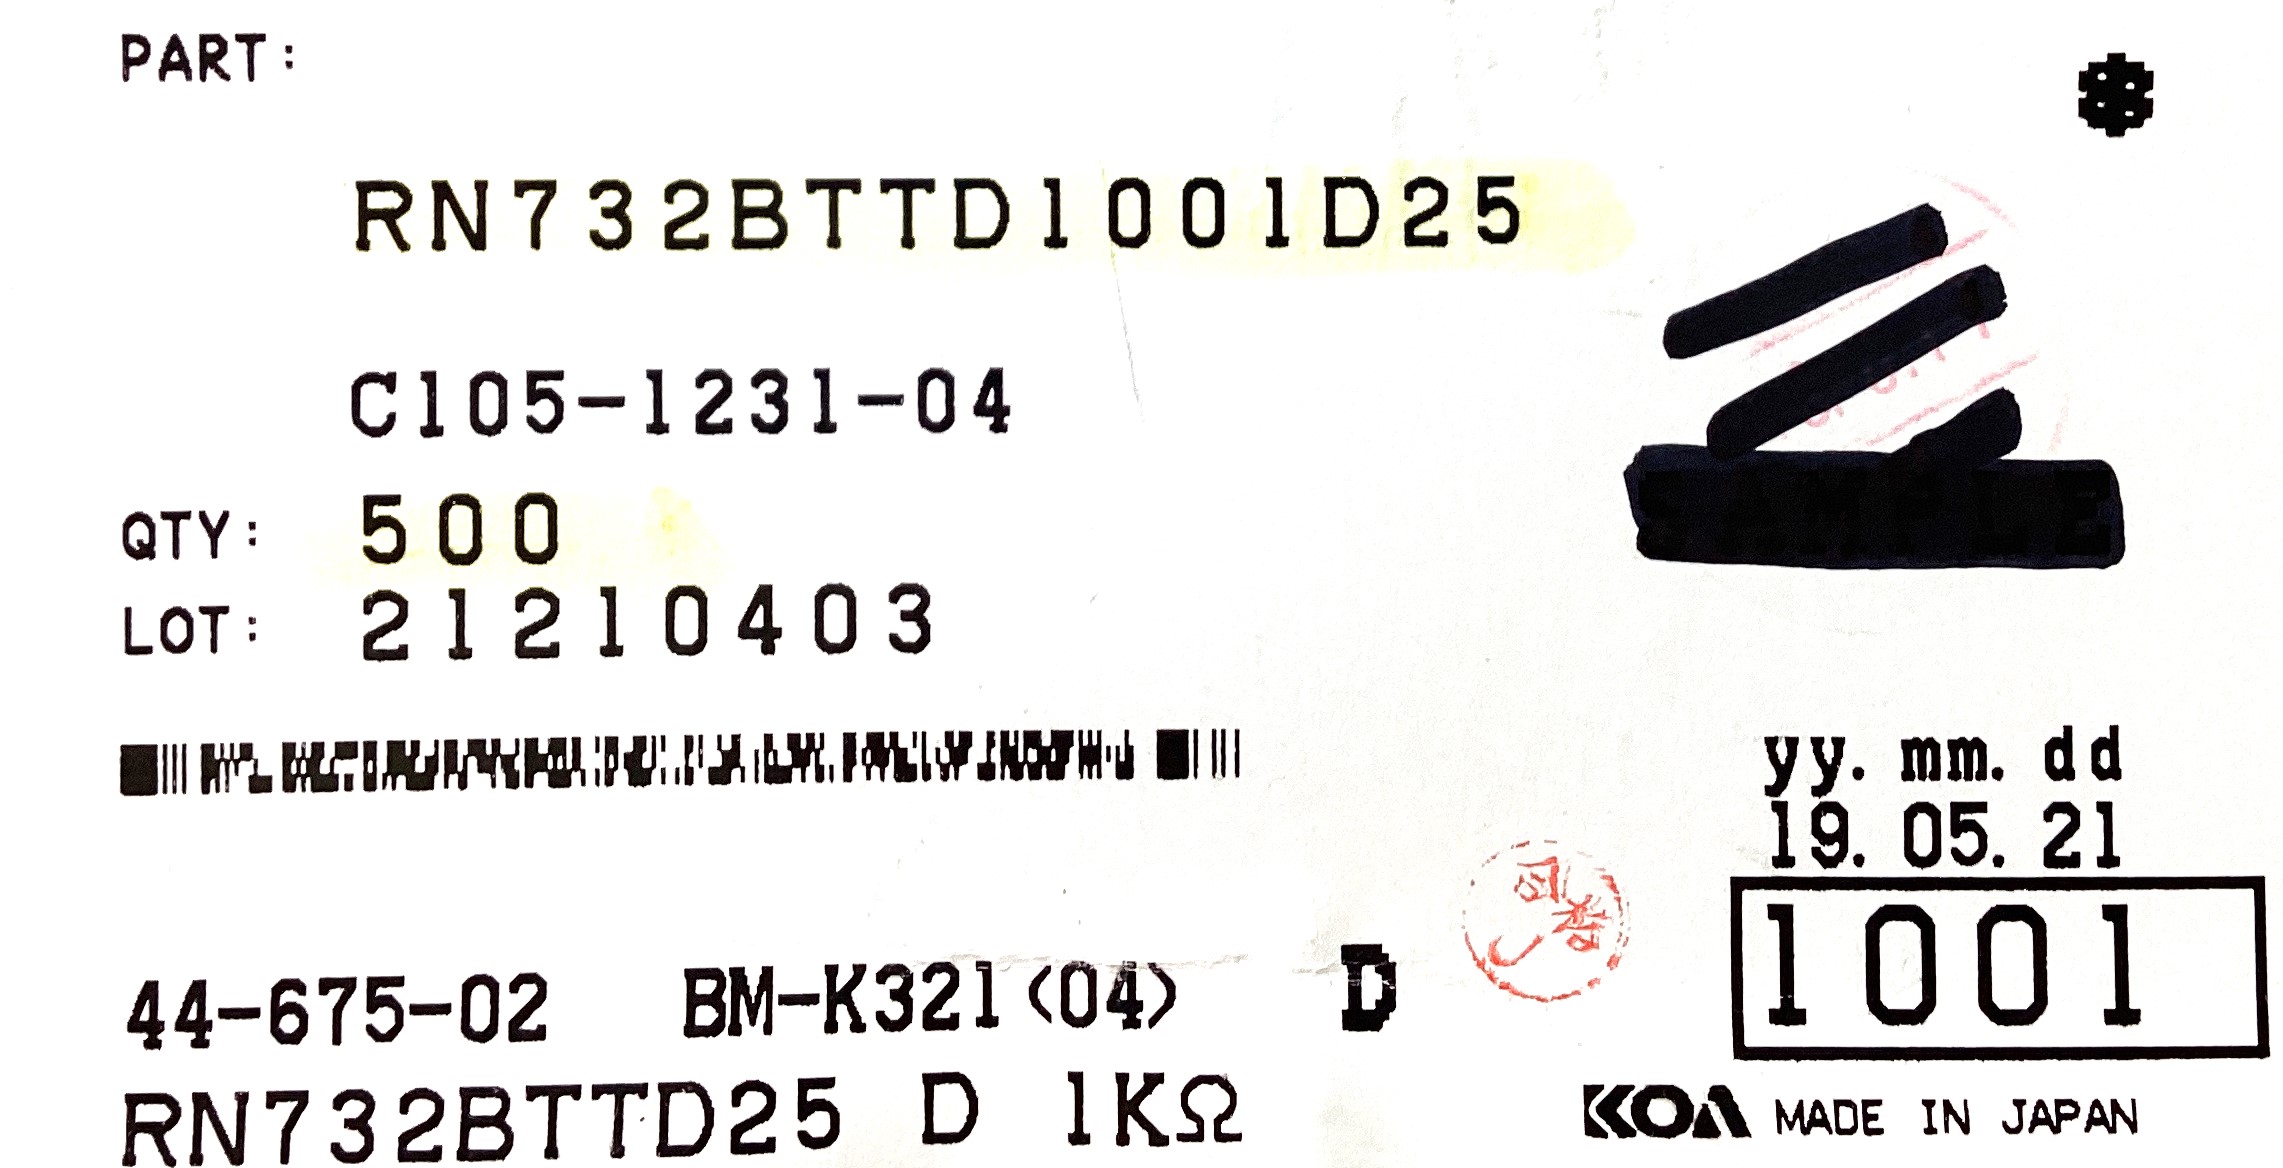 PART:
RN732BTTD1001D25
C105-1231-04
QTY: 500
LOT: 21210403
yy. mm. dd
19. 05. 21
1001
44-675-02 BM-K321<04> D
RN732BTTD25 D 1KΩ
KOA MADE IN JAPAN